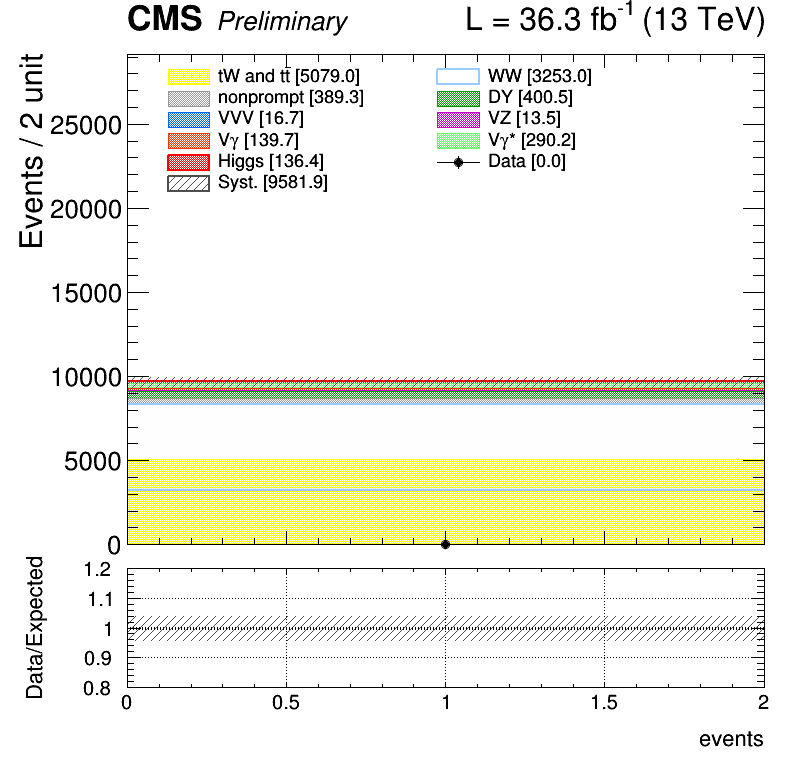 CMS Preliminary L = 36.3 fb⁻¹ (13 TeV)
Events / 2 unit
tW and tt̄ [5079.0] WW [3253.0]
nonprompt [389.3] DY [400.5]
VVV [16.7] VZ [13.5]
Vγ [139.7] Vγ* [290.2]
Higgs [136.4] Data [0.0]
Syst. [9581.9]
25000
20000
15000
10000
5000
0
Data/Expected
1.2
1.1
1
0.9
0.8
0 0.5 1 1.5 2
events